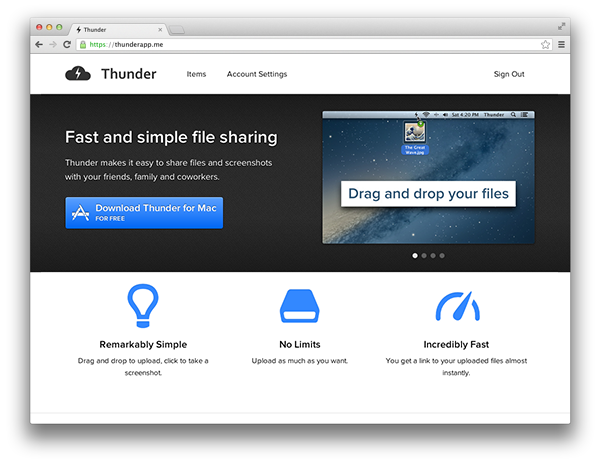 Thunder
https://thunderapp.me
Thunder
Items
Account Settings
Sign Out
Fast and simple file sharing
Thunder makes it easy to share files and screenshots
with your friends, family and coworkers.
Download Thunder for Mac
FOR FREE
Sat 4:20 PM Thunder
The Great
Wave.jpg
Drag and drop your files
Remarkably Simple
Drag and drop to upload, click to take a
screenshot.
No Limits
Upload as much as you want.
Incredibly Fast
You get a link to your uploaded files almost
instantly.